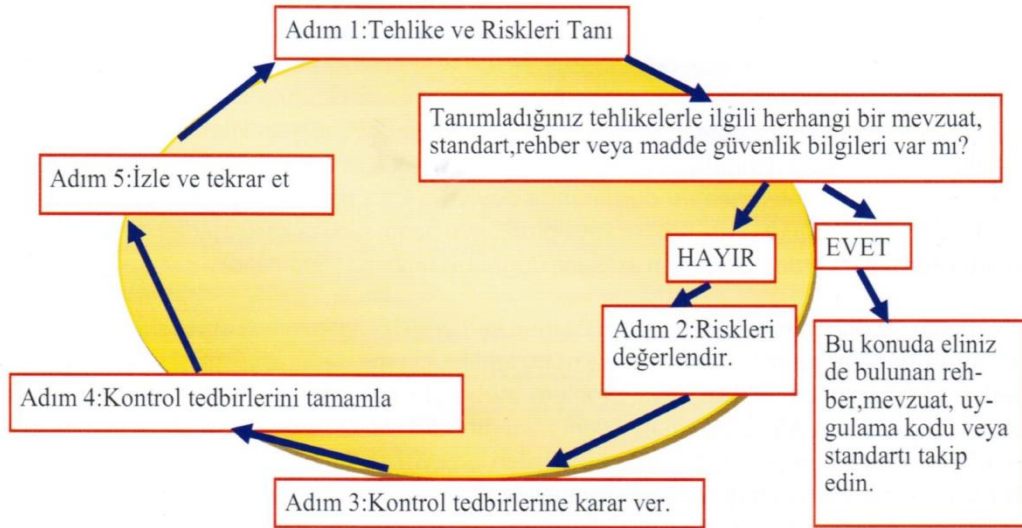 Adım 1:Tehlike ve Riskleri Tanı
Tanımladığınız tehlikelerle ilgili herhangi bir mevzuat,
standart,rehber veya madde güvenlik bilgileri var mı?
HAYIR
EVET
Adım 2:Riskleri
değerlendir.
Bu konuda eliniz
de bulunan reh-
ber,mevzuat, uy-
gulama kodu veya
standartı takip
edin.
Adım 3:Kontrol tedbirlerine karar ver.
Adım 4:Kontrol tedbirlerini tamamla
Adım 5:İzle ve tekrar et